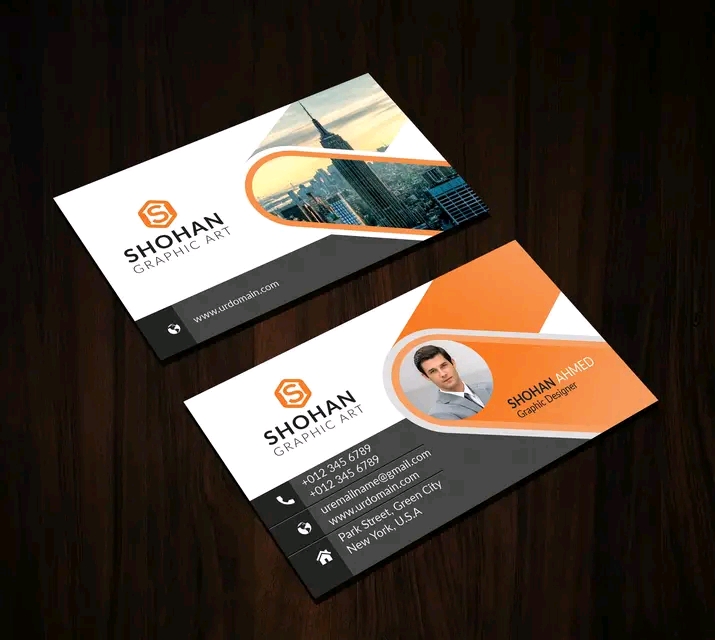 S
SHOHAN
GRAPHIC ART
www.urdomain.com
S
SHOHAN
GRAPHIC ART
SHOHAN AHMED
Graphic Designer
+012 345 6789
+012 345 6789
uremailname@gmail.com
www.urdomain.com
Park Street, Green City
New York, U.S.A